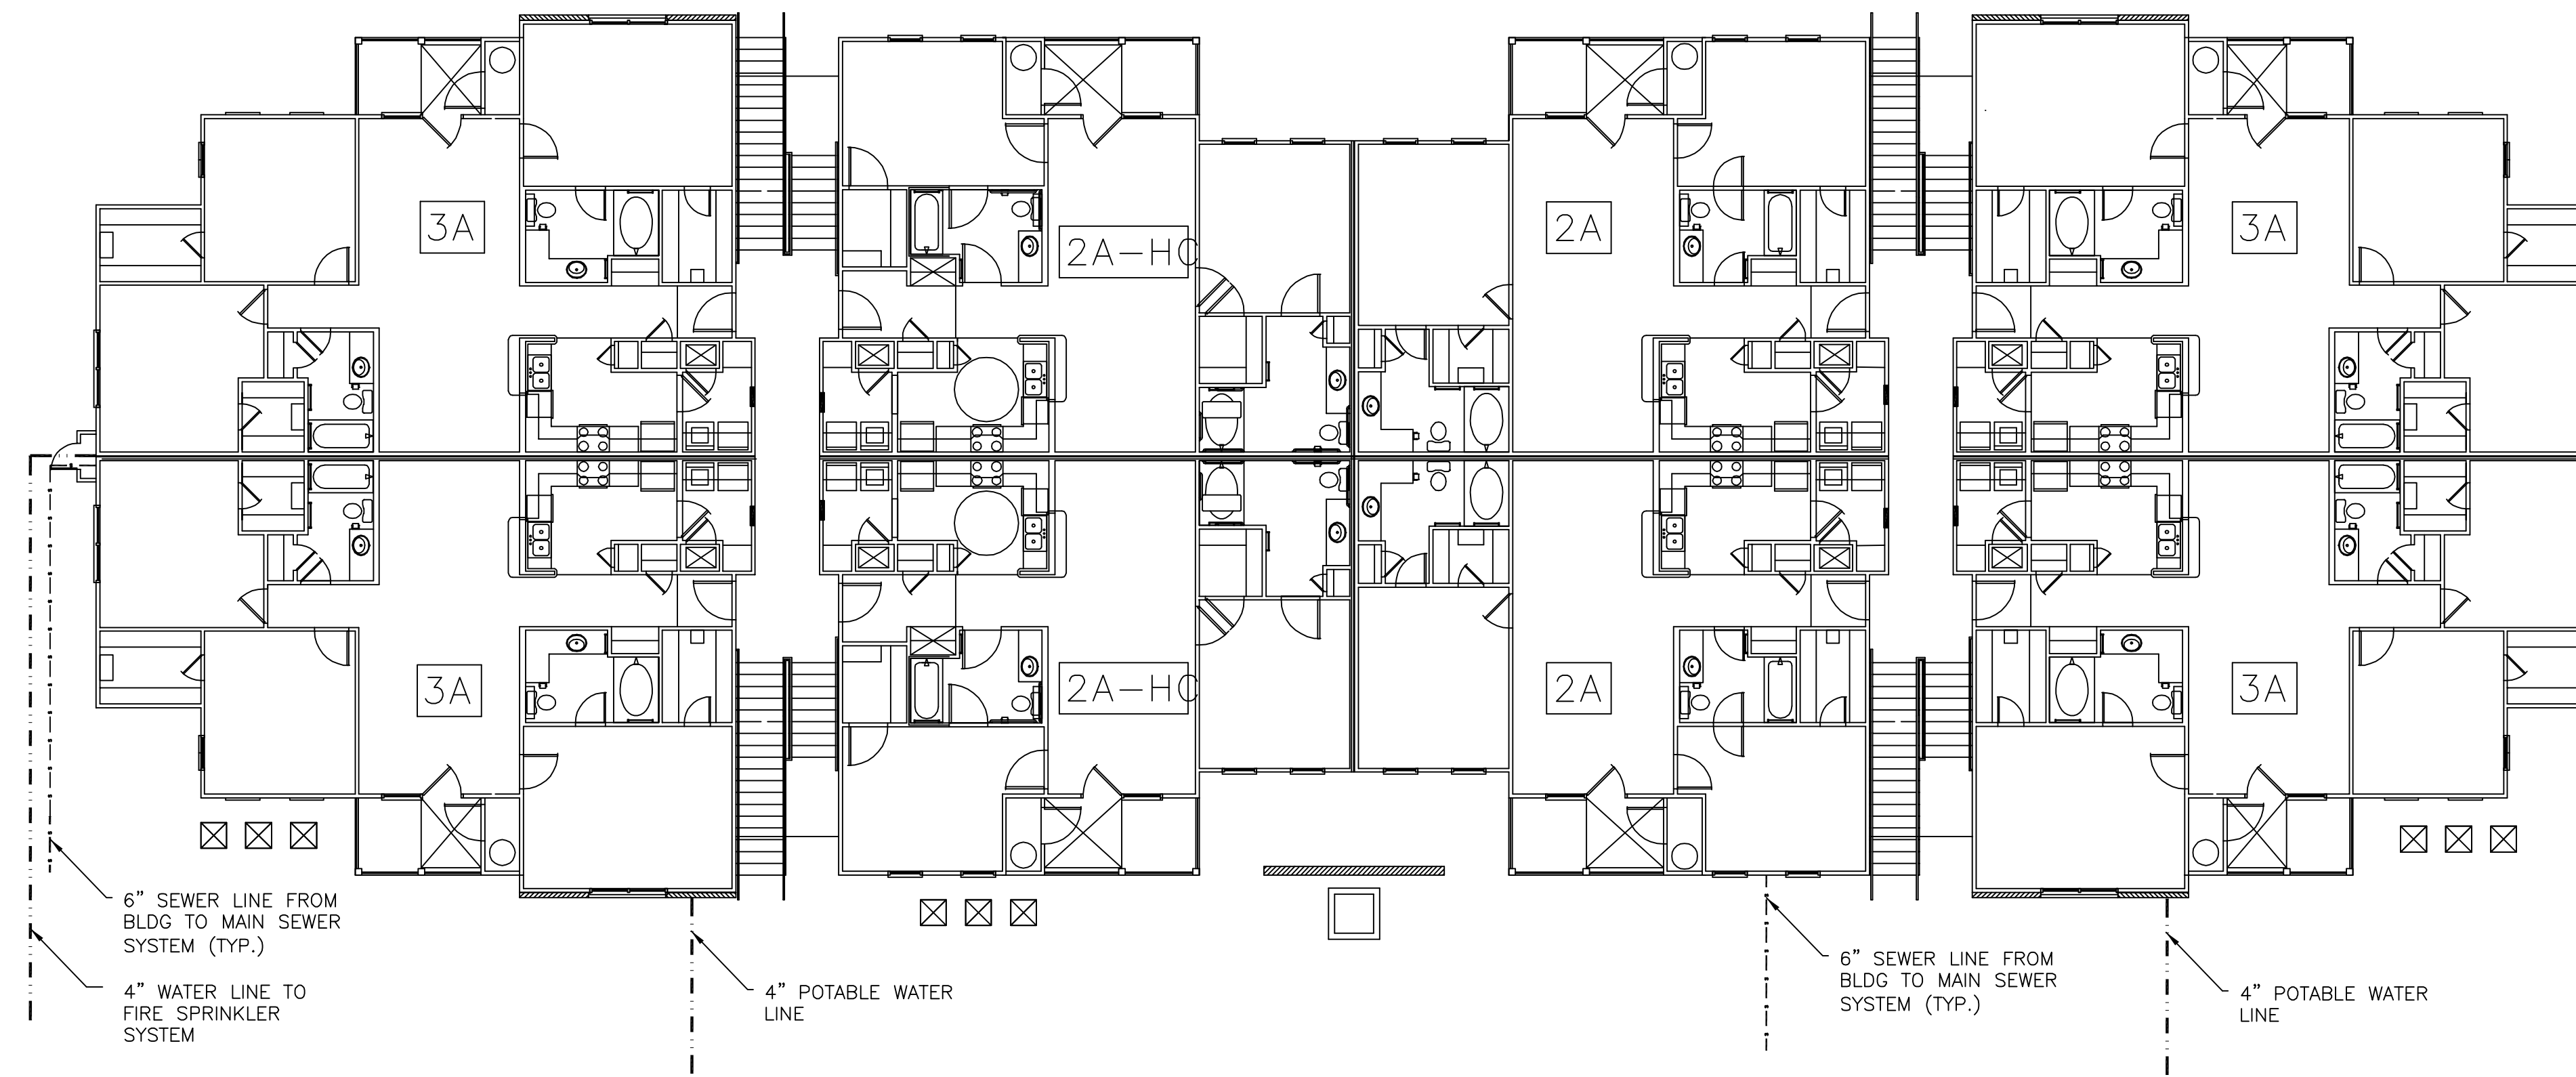 3A
2A-HC
2A
3A
3A
2A-HC
2A
3A
6” SEWER LINE FROM
BLDG TO MAIN SEWER
SYSTEM (TYP.)
4” WATER LINE TO
FIRE SPRINKLER
SYSTEM
4” POTABLE WATER
LINE
6” SEWER LINE FROM
BLDG TO MAIN SEWER
SYSTEM (TYP.)
4” POTABLE WATER
LINE